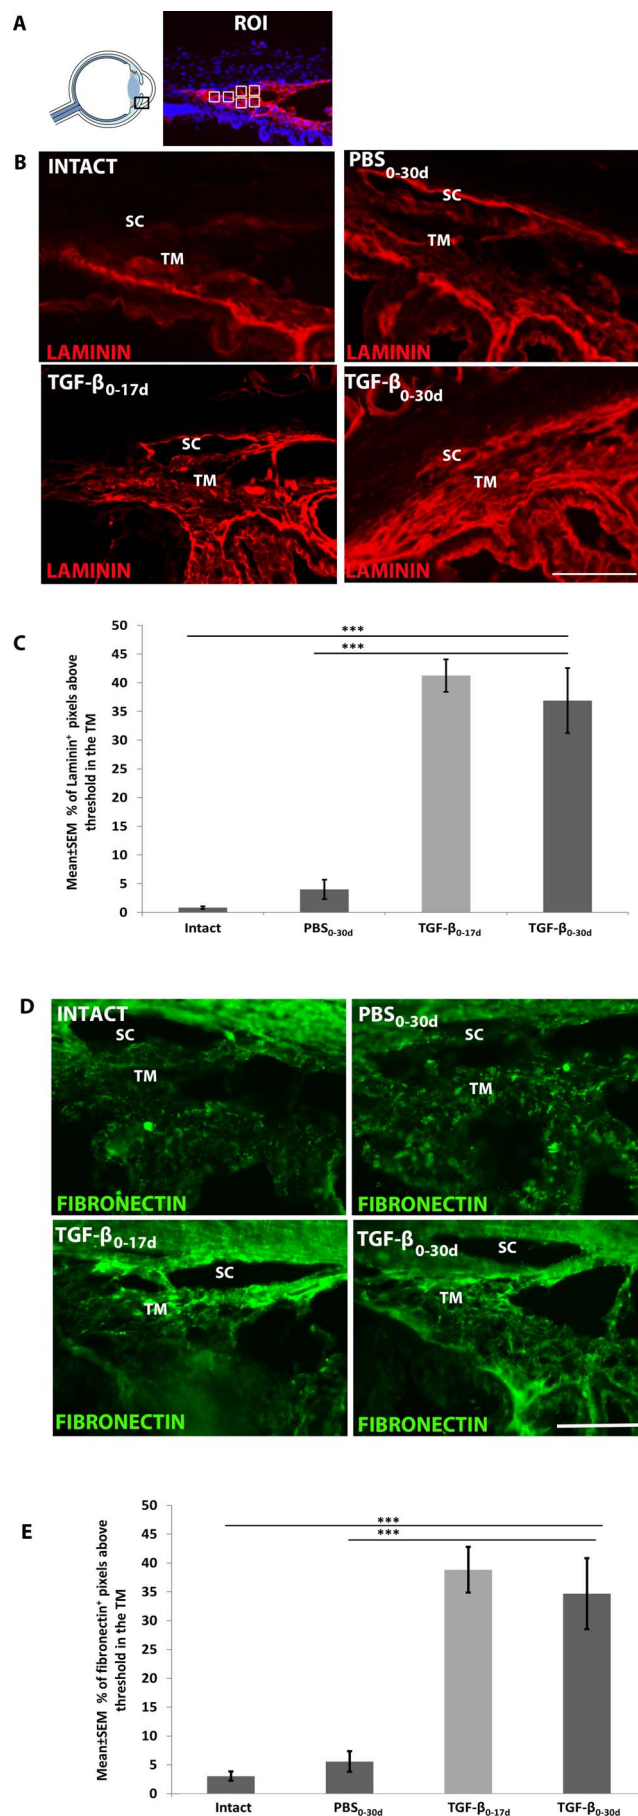 A
ROI
B
INTACT
SC
TM
LAMININ
PBS0-30d
SC
TM
LAMININ
TGF-β0-17d
SC
TM
LAMININ
TGF-β0-30d
SC
TM
LAMININ
C
Mean±SEM % of Laminin+ pixels above
threshold in the TM
50
45
40
35
30
25
20
15
10
5
0
***
***
Intact
PBS0-30d
TGF-β0-17d
TGF-β0-30d
D
INTACT
SC
TM
FIBRONECTIN
PBS0-30d
SC
TM
FIBRONECTIN
TGF-β0-17d
SC
TM
FIBRONECTIN
TGF-β0-30d
SC
TM
FIBRONECTIN
E
Mean±SEM % of fibronectin+ pixels above
threshold in the TM
50
45
40
35
30
25
20
15
10
5
0
***
***
Intact
PBS0-30d
TGF-β0-17d
TGF-β0-30d